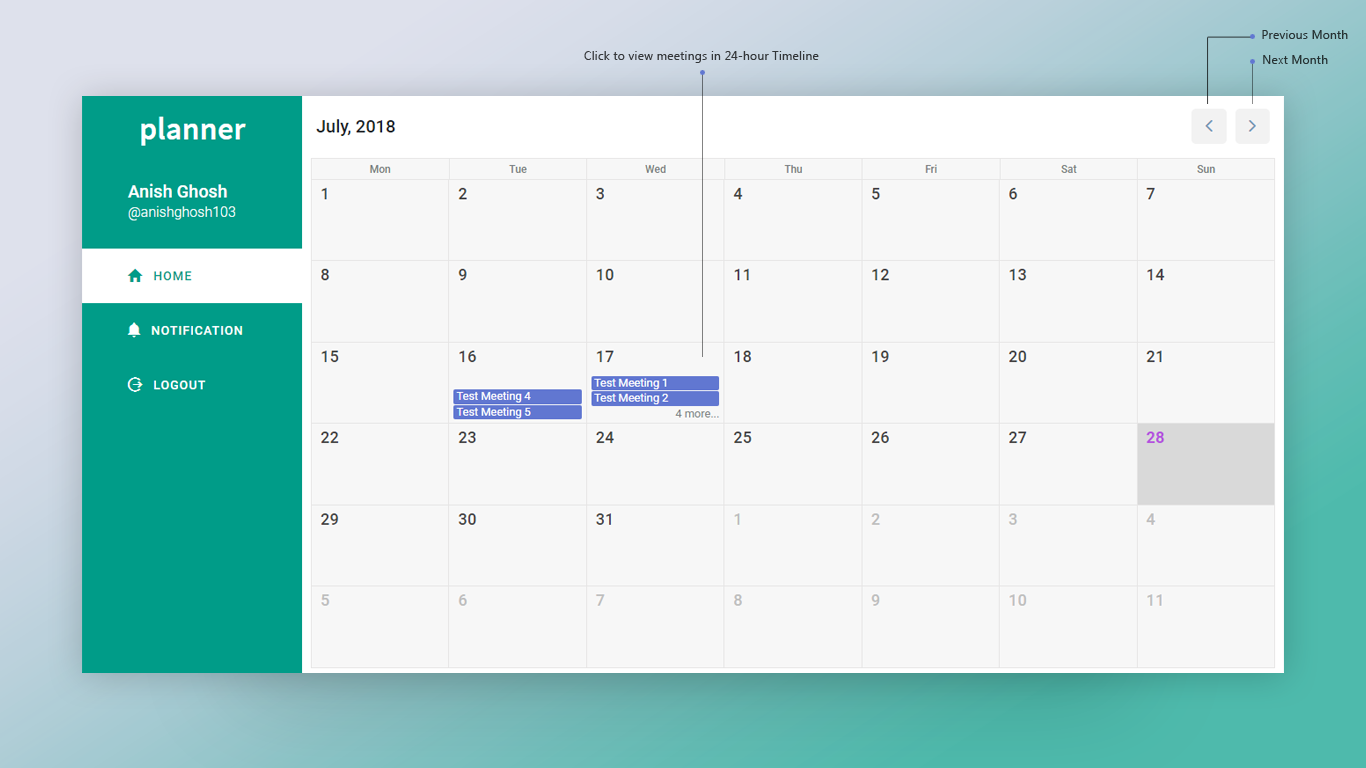 Previous Month
Click to view meetings in 24-hour Timeline
Next Month
planner
Anish Ghosh
@anishghosh103
HOME
NOTIFICATION
LOGOUT
July, 2018
Mon Tue Wed Thu Fri Sat Sun
1 2 3 4 5 6 7
8 9 10 11 12 13 14
15 16 17 18 19 20 21
Test Meeting 1
Test Meeting 4
Test Meeting 2
Test Meeting 5
4 more...
22 23 24 25 26 27 28
29 30 31 1 2 3 4
5 6 7 8 9 10 11